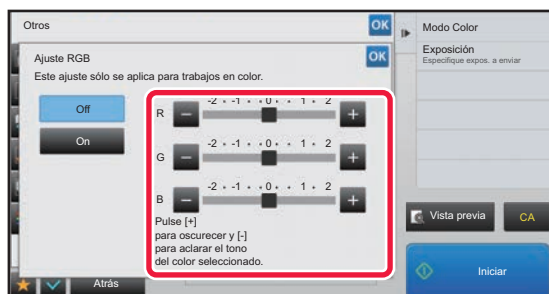 Otros
OK
Modo Color
Exposición
Especifique expos. a enviar
Ajuste RGB
OK
Este ajuste sólo se aplica para trabajos en color.
Off
On
-2 • -1 • • 0 • • 1 • 2
R
-2 • -1 • • 0 • • 1 • 2
G
-2 • -1 • • 0 • • 1 • 2
B
Pulse [+]
para oscurecer y [-]
para aclarar el tono
del color seleccionado.
Vista previa
CA
Atrás
Iniciar